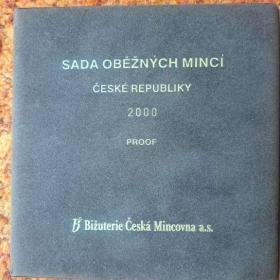 SADA OBĚŽNÝCH MINCÍ
ČESKÉ REPUBLIKY
2000
PROOF
Bižuterie Česká Mincovna a.s.